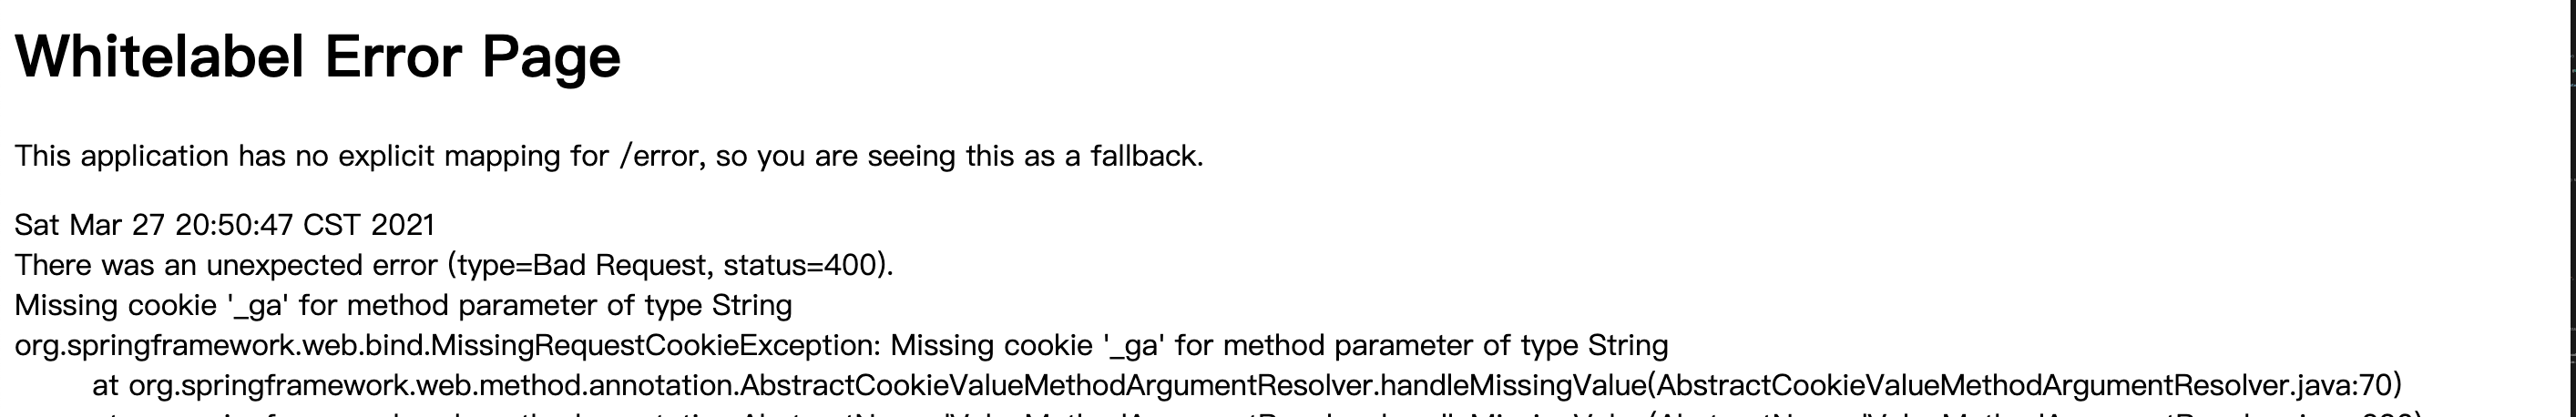 Whitelabel Error Page
This application has no explicit mapping for /error, so you are seeing this as a fallback.
Sat Mar 27 20:50:47 CST 2021
There was an unexpected error (type=Bad Request, status=400).
Missing cookie '_ga' for method parameter of type String
org.springframework.web.bind.MissingRequestCookieException: Missing cookie '_ga' for method parameter of type String
at org.springframework.web.method.annotation.AbstractCookieValueMethodArgumentResolver.handleMissingValue(AbstractCookieValueMethodArgumentResolver.java:70)